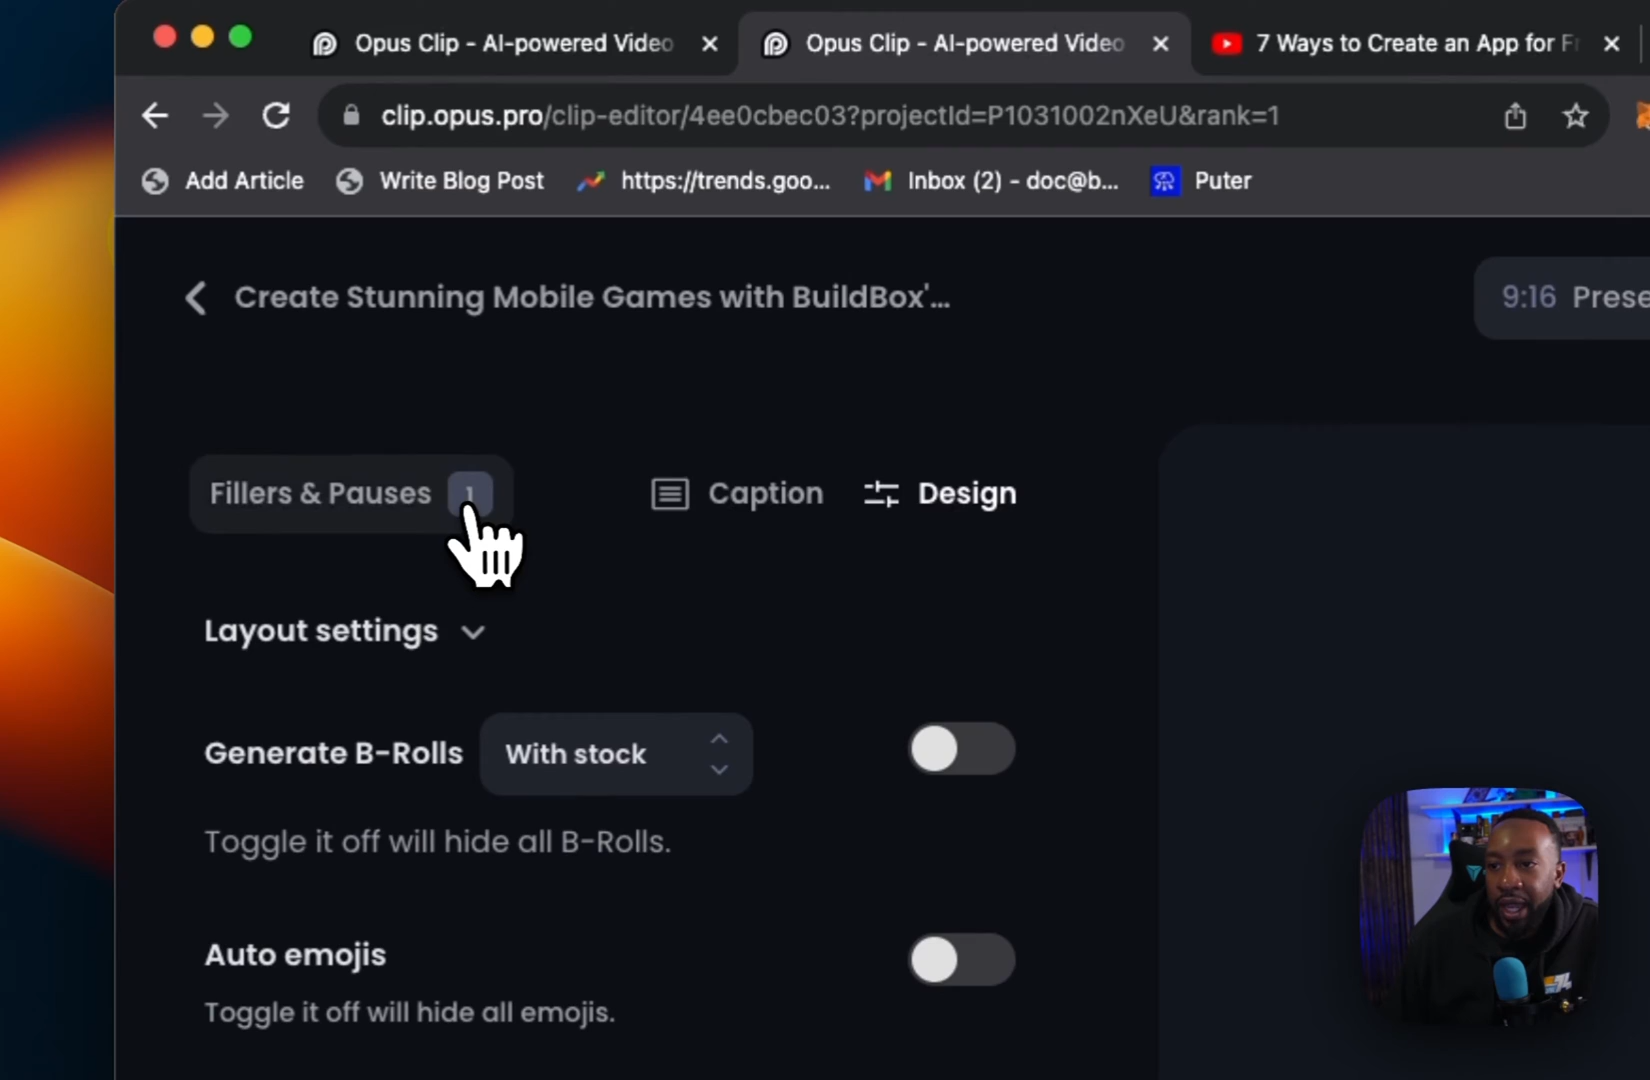 Opus Clip - AI-powered Video
Opus Clip - AI-powered Video
7 Ways to Create an App for F
clip.opus.pro/clip-editor/4ee0cbec03?projectId=P1031002nXeU&rank=1
Add Article
Write Blog Post
https://trends.goo...
Inbox (2) - doc@b...
Puter
Create Stunning Mobile Games with BuildBox'...
9:16 Prese
Fillers & Pauses 1
Caption
Design
Layout settings
Generate B-Rolls
With stock
Toggle it off will hide all B-Rolls.
Auto emojis
Toggle it off will hide all emojis.